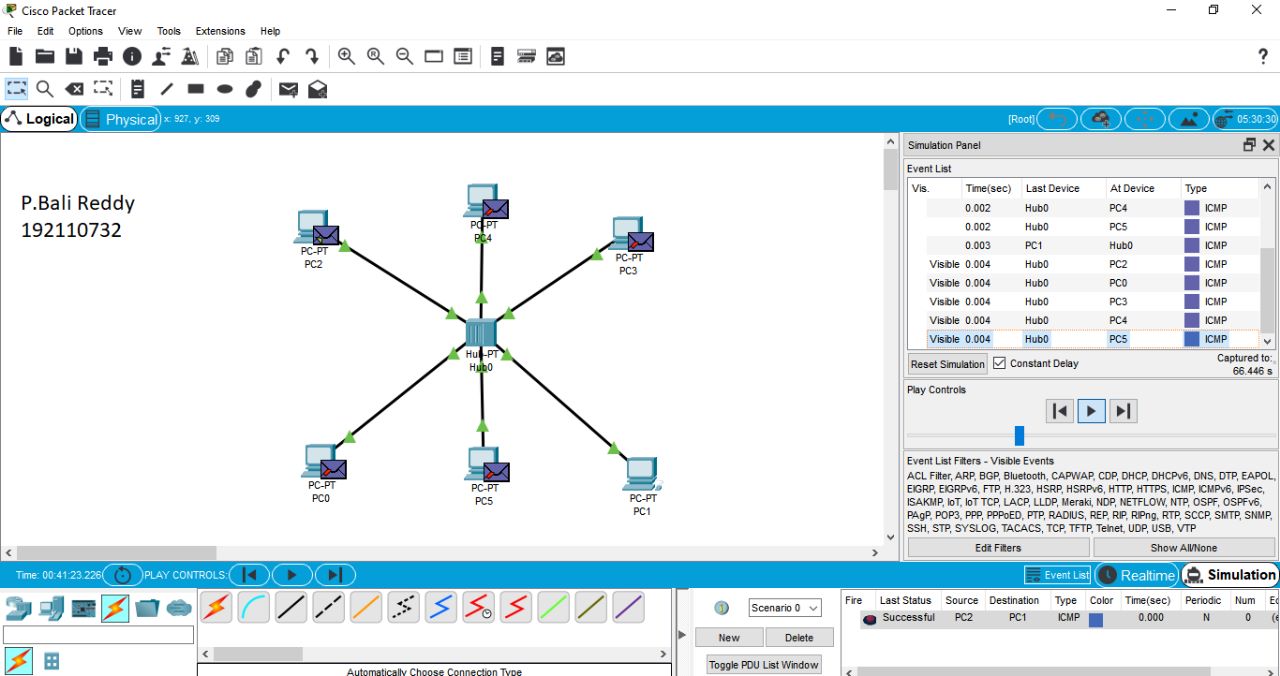 Cisco Packet Tracer
File Edit Options View Tools Extensions Help
Logical Physical x: 927, y: 309 [Root] 05:30:30
P.Bali Reddy
192110732
PC-PT
PC4
PC-PT
PC2
PC-PT
PC3
Hub-PT
Hub0
PC-PT
PC0
PC-PT
PC5
PC-PT
PC1
Simulation Panel
Event List
Vis. Time(sec) Last Device At Device Type
0.002 Hub0 PC4 ICMP
0.002 Hub0 PC5 ICMP
0.003 PC1 Hub0 ICMP
Visible 0.004 Hub0 PC2 ICMP
Visible 0.004 Hub0 PC0 ICMP
Visible 0.004 Hub0 PC3 ICMP
Visible 0.004 Hub0 PC4 ICMP
Visible 0.004 Hub0 PC5 ICMP
Reset Simulation Constant Delay Captured to:
66.446 s
Play Controls
Event List Filters - Visible Events
ACL Filter, ARP, BGP, Bluetooth, CAPWAP, CDP, DHCP, DHCPv6, DNS, DTP, EAPOL,
EIGRP, EIGRPv6, FTP, H.323, HSRP, HSRPv6, HTTP, HTTPS, ICMP, ICMPv6, IPSec,
ISAKMP, IoT, IoT TCP, LACP, LLDP, Meraki, NDP, NETFLOW, NTP, OSPF, OSPFv6,
PAgP, POP3, PPP, PPPoED, PTP, RADIUS, REP, RIP, RIPng, RTP, SCCP, SMTP, SNMP,
SSH, STP, SYSLOG, TACACS, TCP, TFTP, Telnet, UDP, USB, VTP
Edit Filters Show All/None
Time: 00:41:23.226 PLAY CONTROLS: Event List Realtime Simulation
Automatically Choose Connection Type
Scenario 0
New Delete
Toggle PDU List Window
Fire Last Status Source Destination Type Color Time(sec) Periodic Num
Successful PC2 PC1 ICMP 0.000 N 0